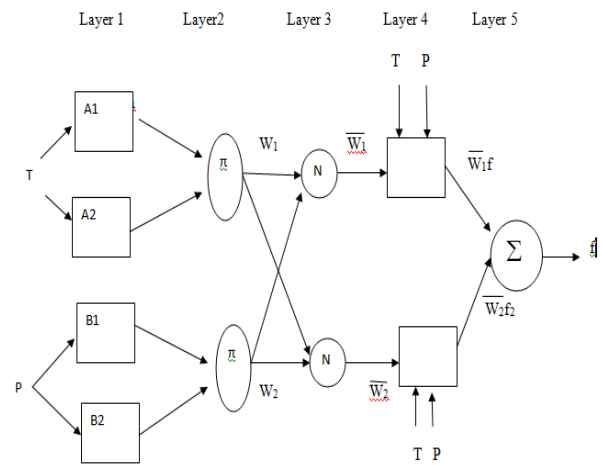 Layer 1 Layer2 Layer 3 Layer 4 Layer 5
T P
A1
W₁
W̅₁
W̅₁f
π
N
T
A2
Σ
f
W̅₂f₂
B1
π
N
P
W₂
W̅₂
B2
T P